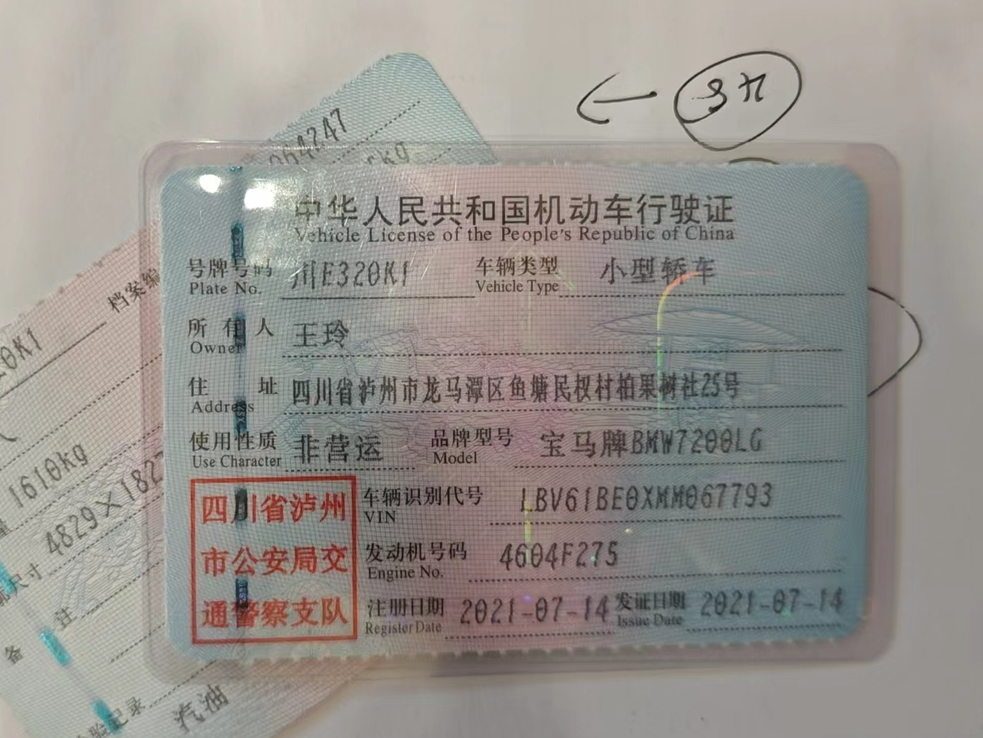 中华人民共和国机动车行驶证
Vehicle License of the People's Republic of China
号牌号码 川E320K1 车辆类型 小型轿车
Plate No. Vehicle Type
所有人 王玲
Owner
住址 四川省泸州市龙马潭区鱼塘民权村柏果树社25号
Address
使用性质 非营运 品牌型号 宝马牌BMW7200LG
Use Character Model
四川省泸州
市公安局交
通警察支队
车辆识别代号 LBV61BE0XMM067793
VIN
发动机号码 4604F275
Engine No.
注册日期 2021-07-14 发证日期 2021-07-14
Register Date Issue Date
档案编
1610kg
4829×182
尺寸
备注
汽油